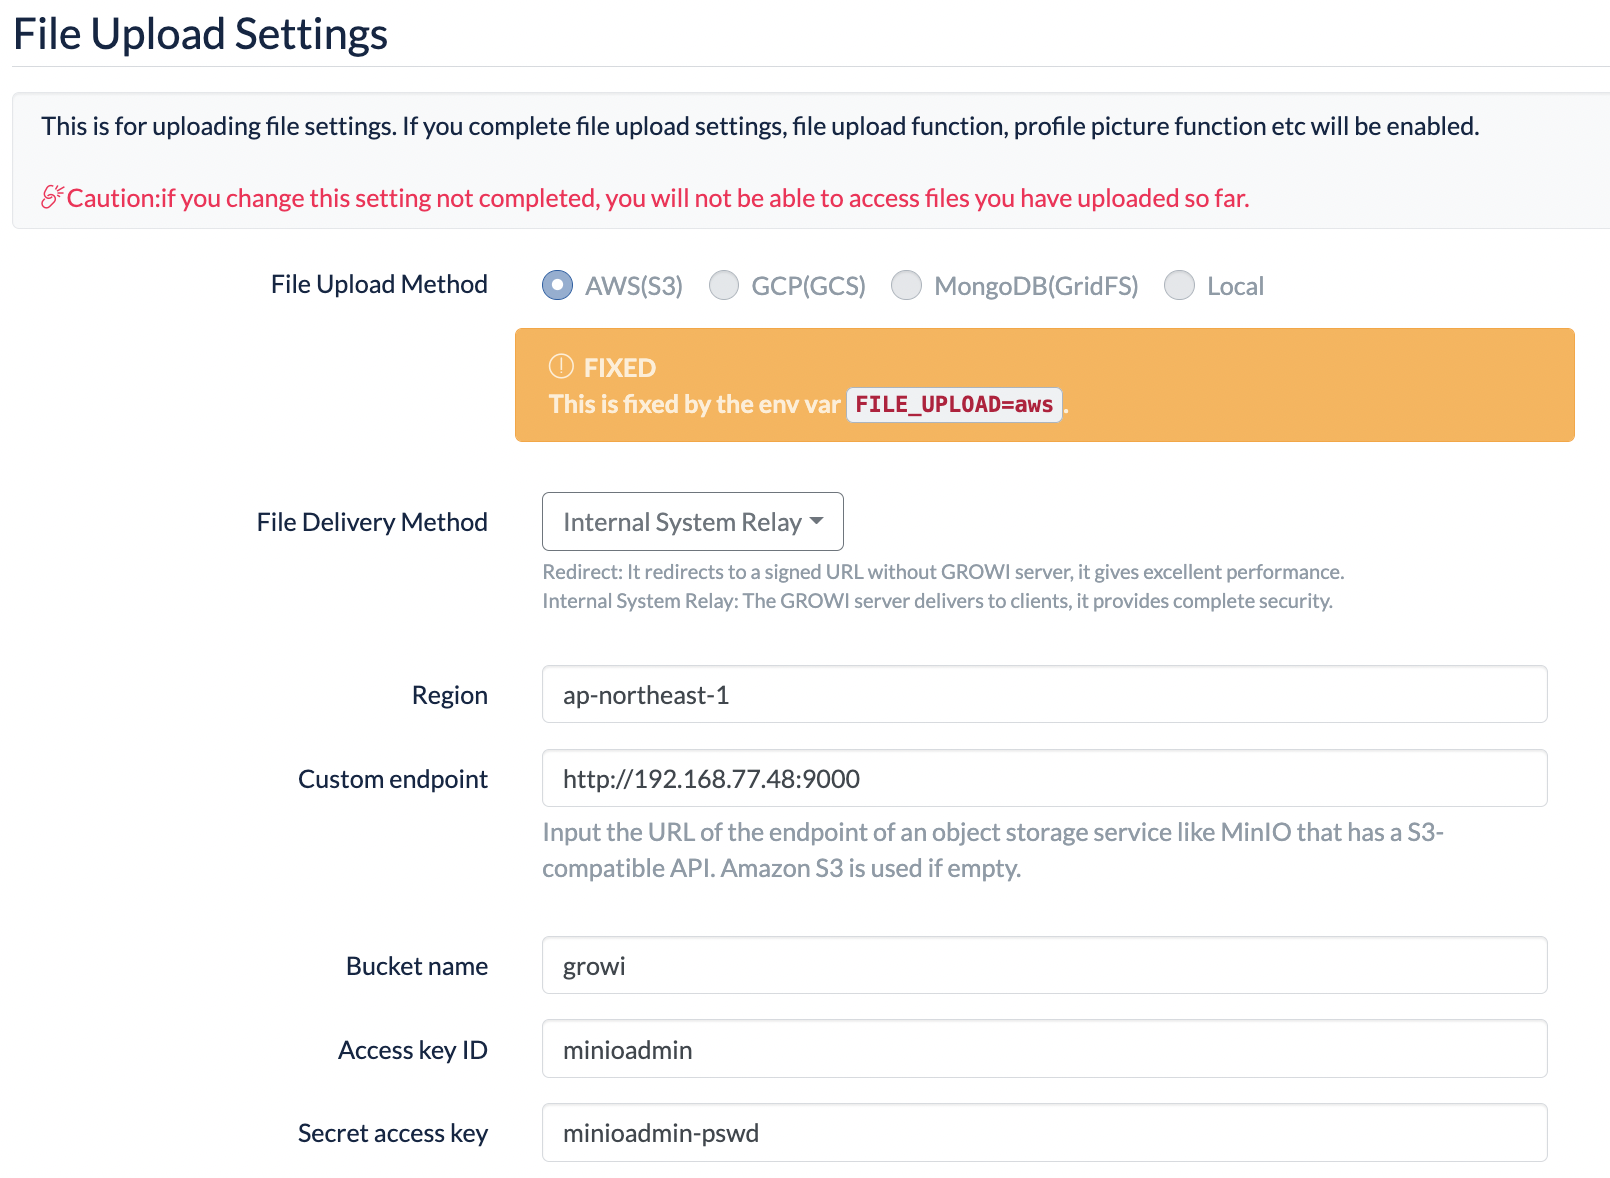 File Upload Settings
This is for uploading file settings. If you complete file upload settings, file upload function, profile picture function etc will be enabled.
Caution:if you change this setting not completed, you will not be able to access files you have uploaded so far.
File Upload Method AWS(S3) GCP(GCS) MongoDB(GridFS) Local
FIXED
This is fixed by the env var FILE_UPLOAD=aws.
File Delivery Method Internal System Relay
Redirect: It redirects to a signed URL without GROWI server, it gives excellent performance.
Internal System Relay: The GROWI server delivers to clients, it provides complete security.
Region ap-northeast-1
Custom endpoint http://192.168.77.48:9000
Input the URL of the endpoint of an object storage service like MinIO that has a S3-
compatible API. Amazon S3 is used if empty.
Bucket name growi
Access key ID minioadmin
Secret access key minioadmin-pswd